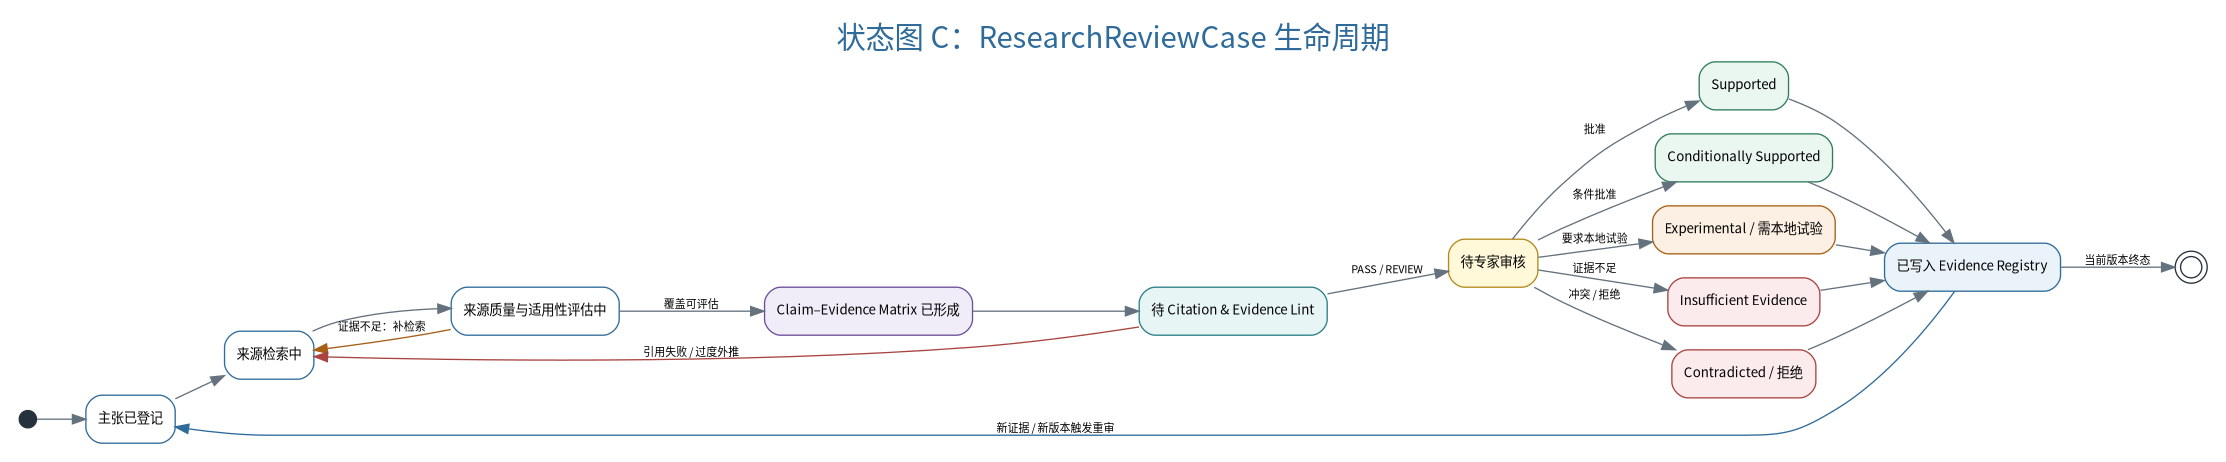 状态图 C：ResearchReviewCase 生命周期
主张已登记
来源检索中
证据不足：补检索
来源质量与适用性评估中
覆盖可评估
Claim–Evidence Matrix 已形成
待 Citation & Evidence Lint
引用失败 / 过度外推
PASS / REVIEW
待专家审核
批准
条件批准
要求本地试验
证据不足
冲突 / 拒绝
Supported
Conditionally Supported
Experimental / 需本地试验
Insufficient Evidence
Contradicted / 拒绝
已写入 Evidence Registry
当前版本终态
新证据 / 新版本触发重审